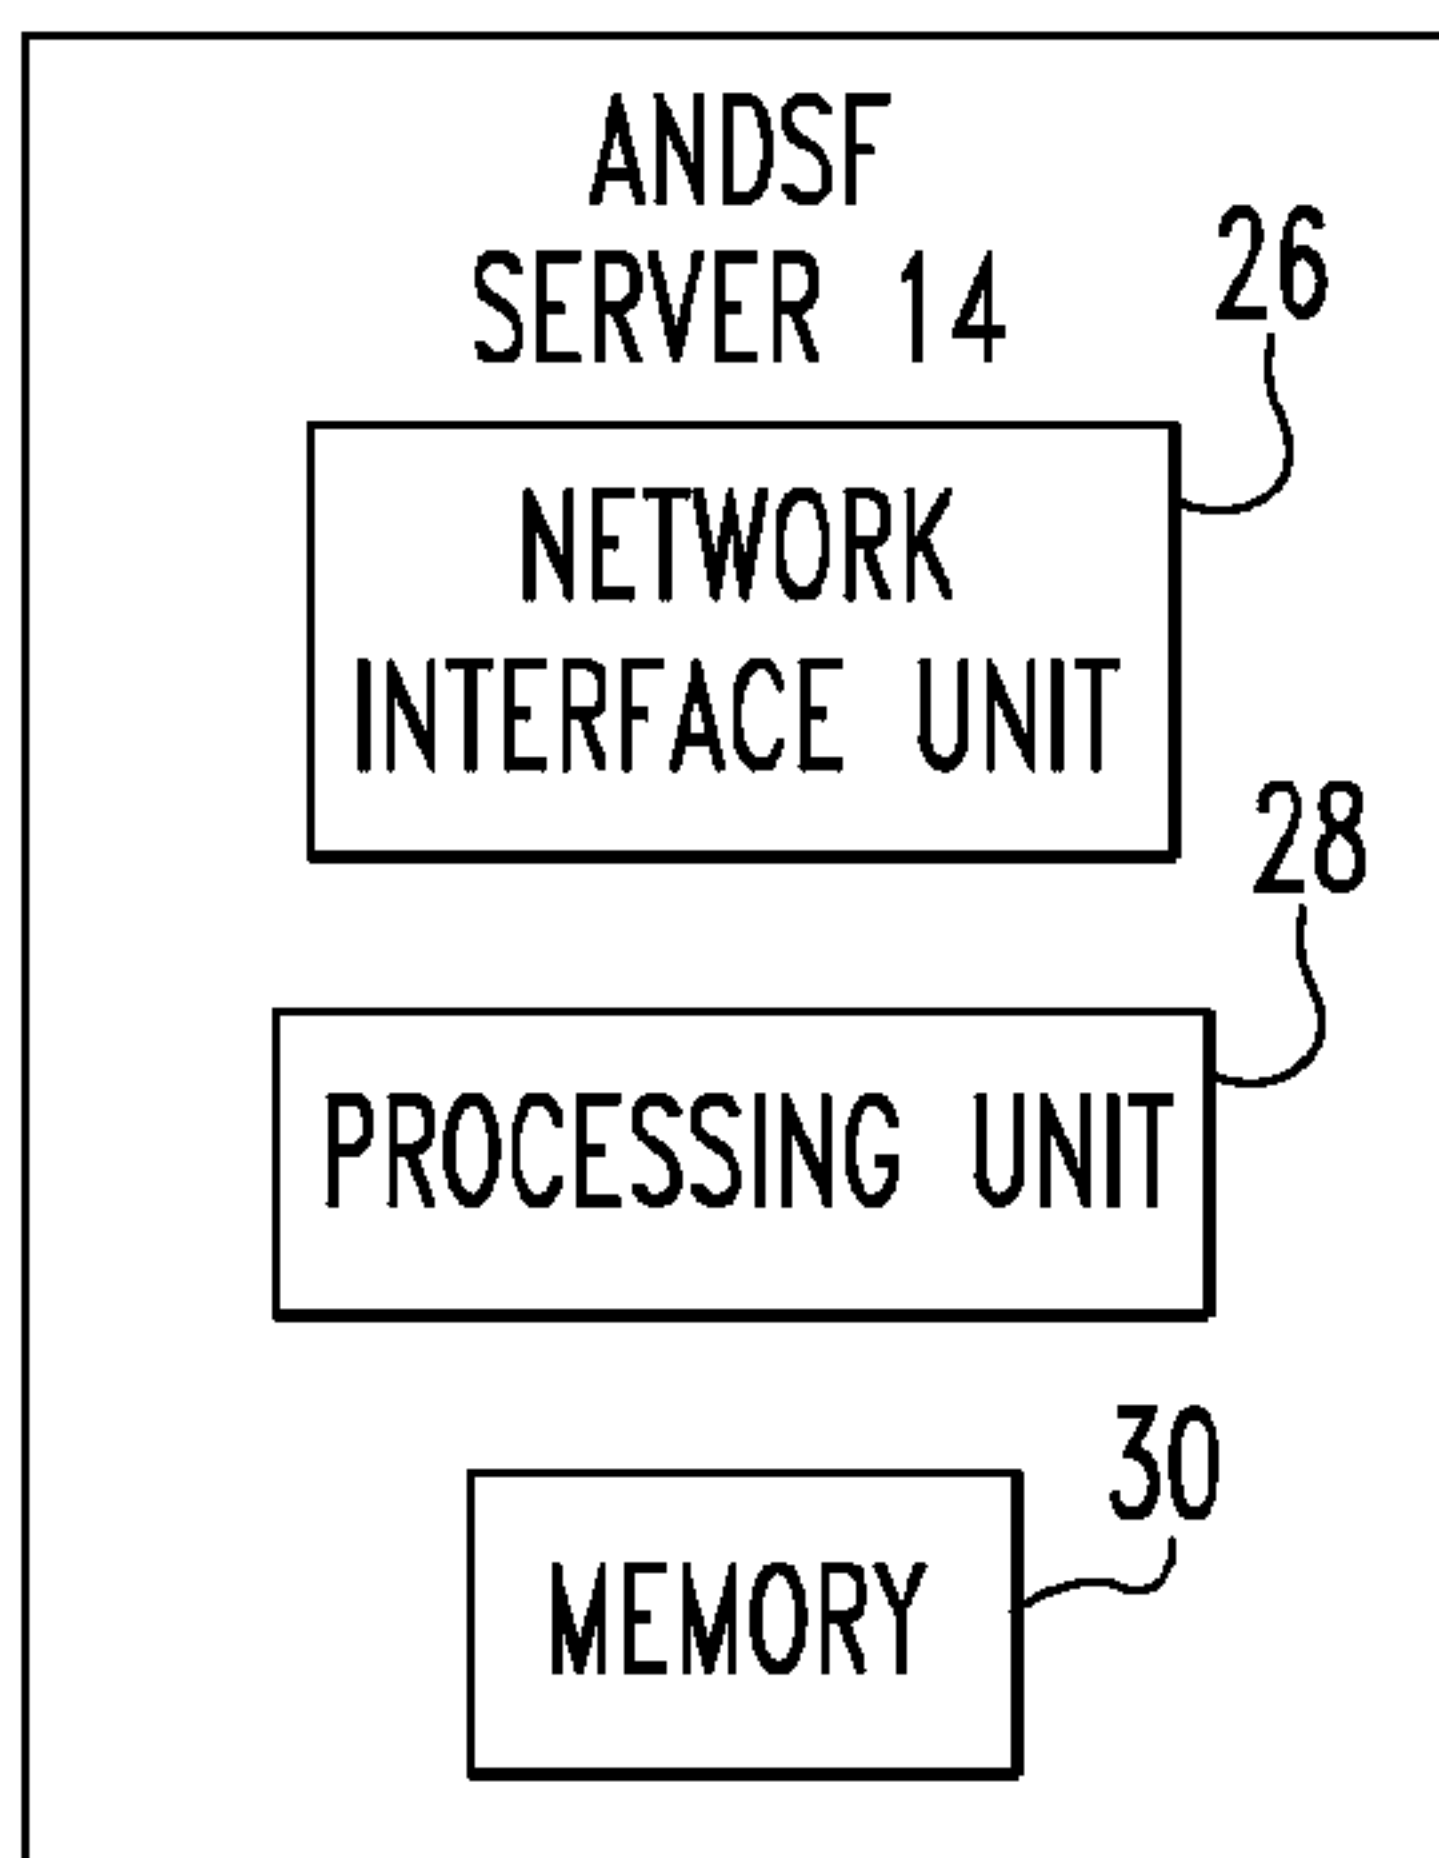 ANDSF
SERVER 14
26
NETWORK
INTERFACE UNIT
28
PROCESSING UNIT
30
MEMORY